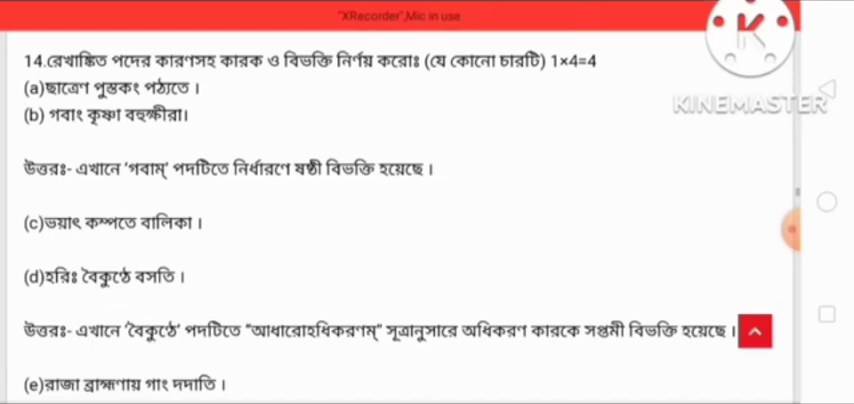 "XRecorder",Mic in use
14.রেখাঙ্কিত পদের কারণসহ কারক ও বিভক্তি নির্ণয় করোঃ (যে কোনো চারটি) 1×4=4
(a)ছাত্রেণ পুস্তকং পঠ্যতে ।
(b) গবাং কৃষ্ণা বহুক্ষীরা।
KINEMASTER
উত্তরঃ- এখানে 'গবাম্' পদটিতে নির্ধারণে ষষ্ঠী বিভক্তি হয়েছে ।
(c)ভয়াৎ কম্পতে বালিকা ।
(d)হরিঃ বৈকুণ্ঠে বসতি ।
উত্তরঃ- এখানে 'বৈকুণ্ঠে' পদটিতে "আধারোহধিকরণম্" সূত্রানুসারে অধিকরণ কারকে সপ্তমী বিভক্তি হয়েছে ।
(e)রাজা ব্রাহ্মণায় গাং দদাতি ।